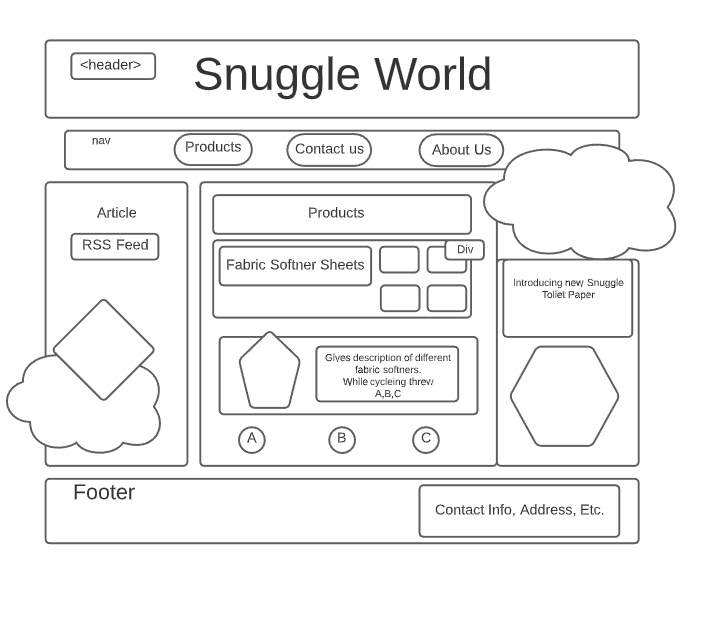 <header>
Snuggle World
nav
Products
Contact us
About Us
Article
RSS Feed
Products
Div
Fabric Softner Sheets
Gives description of different
fabric softners.
While cycleing threw
A,B,C
A
B
C
Introducing new Snuggle
Toilet Paper
Footer
Contact Info, Address, Etc.